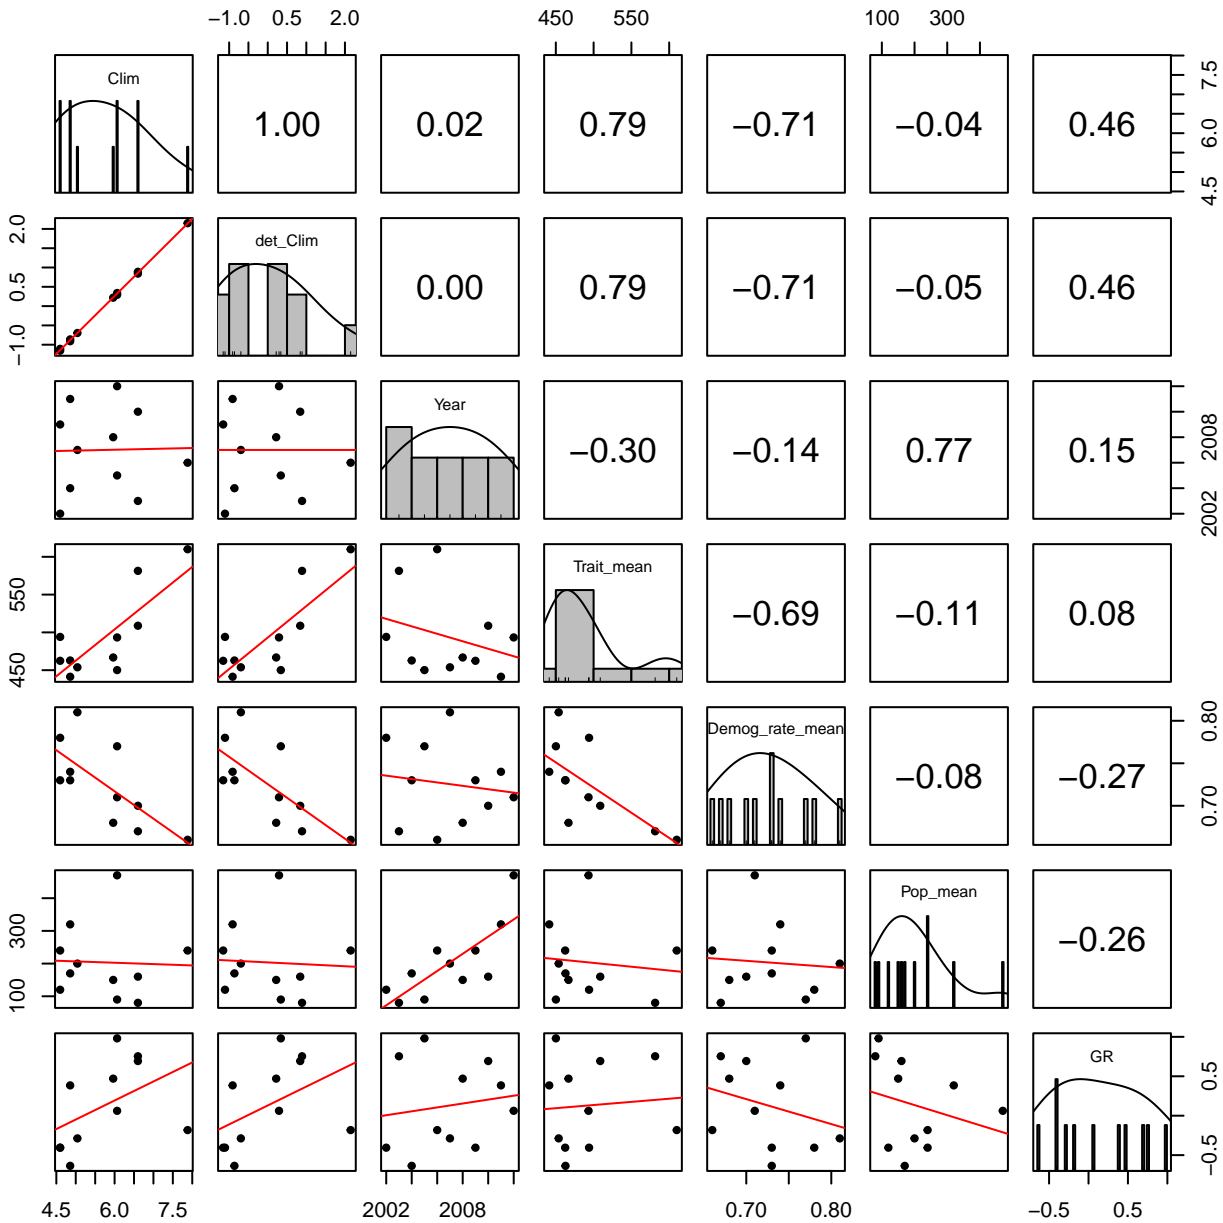 −1.0 0.5 2.0 450 550 100 300
Clim 1.00 0.02 0.79 −0.71 −0.04 0.46 4.5 6.0 7.5
−1.0 0.5 2.0 det_Clim 0.00 0.79 −0.71 −0.05 0.46
Year −0.30 −0.14 0.77 0.15 2002 2008
450 550 Trait_mean −0.69 −0.11 0.08
Demog_rate_mean −0.08 −0.27 0.70 0.80
100 300 Pop_mean −0.26
GR −0.5 0.5
4.5 6.0 7.5 2002 2008 0.70 0.80 −0.5 0.5